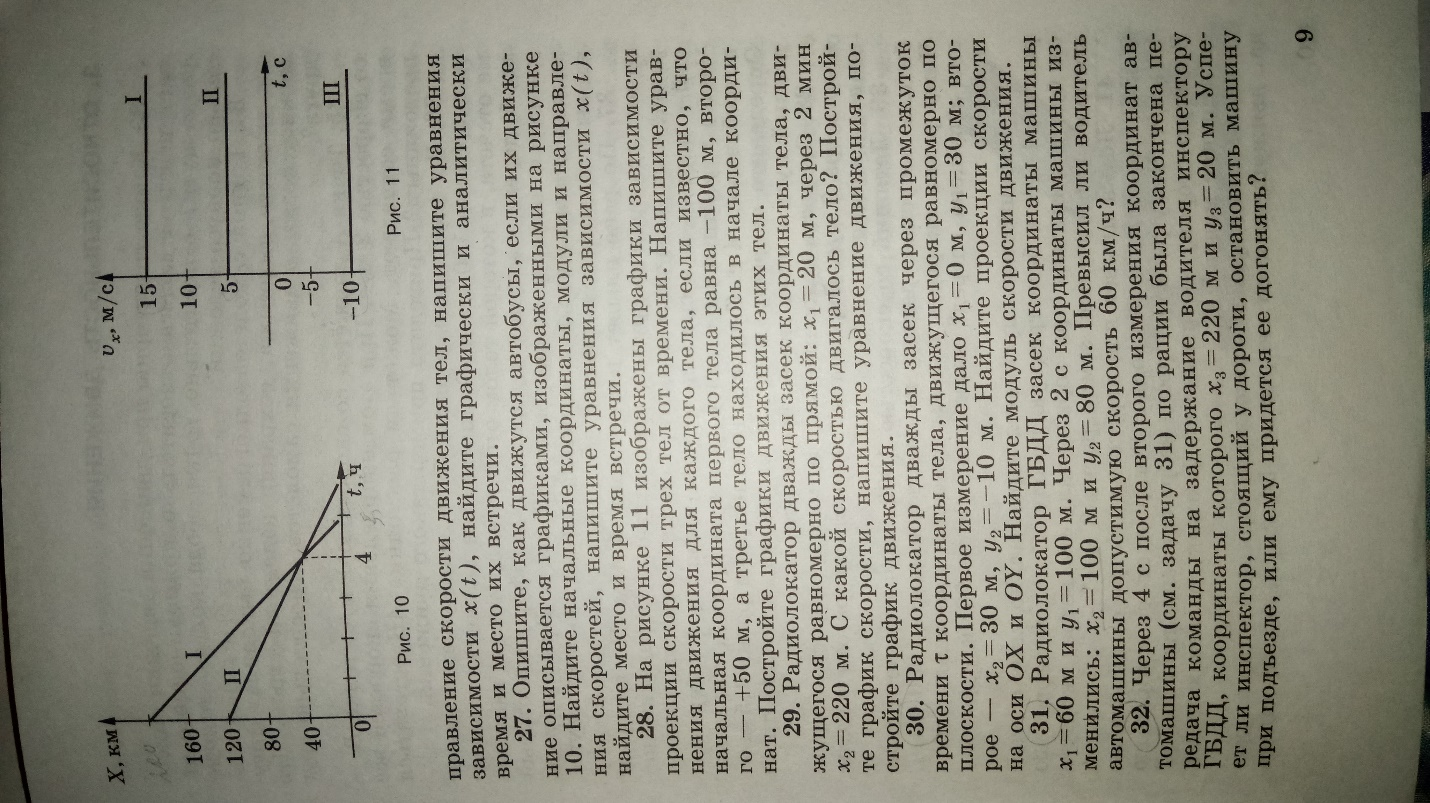 X, км
200
160
120
80
40
0
I
II
4
t, ч
Рис. 10
υx, м/с
15
10
5
0
−5
−10
I
II
III
t, с
Рис. 11
правление скорости движения тел, напишите уравнения
зависимости x(t), найдите графически и аналитически
время и место их встречи.
27. Опишите, как движутся автобусы, если их движе-
ние описывается графиками, изображенными на рисунке
10. Найдите начальные координаты, модули и направле-
ния скоростей, напишите уравнения зависимости x(t),
найдите место и время встречи.
28. На рисунке 11 изображены графики зависимости
проекции скорости трех тел от времени. Напишите урав-
нения движения для каждого тела, если известно, что
начальная координата первого тела равна −100 м, второ-
го — +50 м, а третье тело находилось в начале коорди-
нат. Постройте графики движения этих тел.
29. Радиолокатор дважды засек координаты тела, дви-
жущегося равномерно по прямой: x₁=20 м, через 2 мин
x₂=220 м. С какой скоростью двигалось тело? Построй-
те график скорости, напишите уравнение движения, по-
стройте график движения.
30. Радиолокатор дважды засек через промежуток
времени τ координаты тела, движущегося равномерно по
плоскости. Первое измерение дало x₁=0 м, y₁=30 м; вто-
рое — x₂=30 м, y₂=−10 м. Найдите проекции скорости
на оси OX и OY. Найдите модуль скорости движения.
31. Радиолокатор ГБДД засек координаты машины
x₁=60 м и y₁=100 м. Через 2 с координаты машины из-
менились: x₂=100 м и y₂=80 м. Превысил ли водитель
автомашины допустимую скорость 60 км/ч?
32. Через 4 с после второго измерения координат ав-
томашины (см. задачу 31) по рации была закончена пе-
редача команды на задержание водителя инспектору
ГБДД, координаты которого x₃=220 м и y₃=20 м. Успе-
ет ли инспектор, стоящий у дороги, остановить машину
при подъезде, или ему придется ее догонять?
9